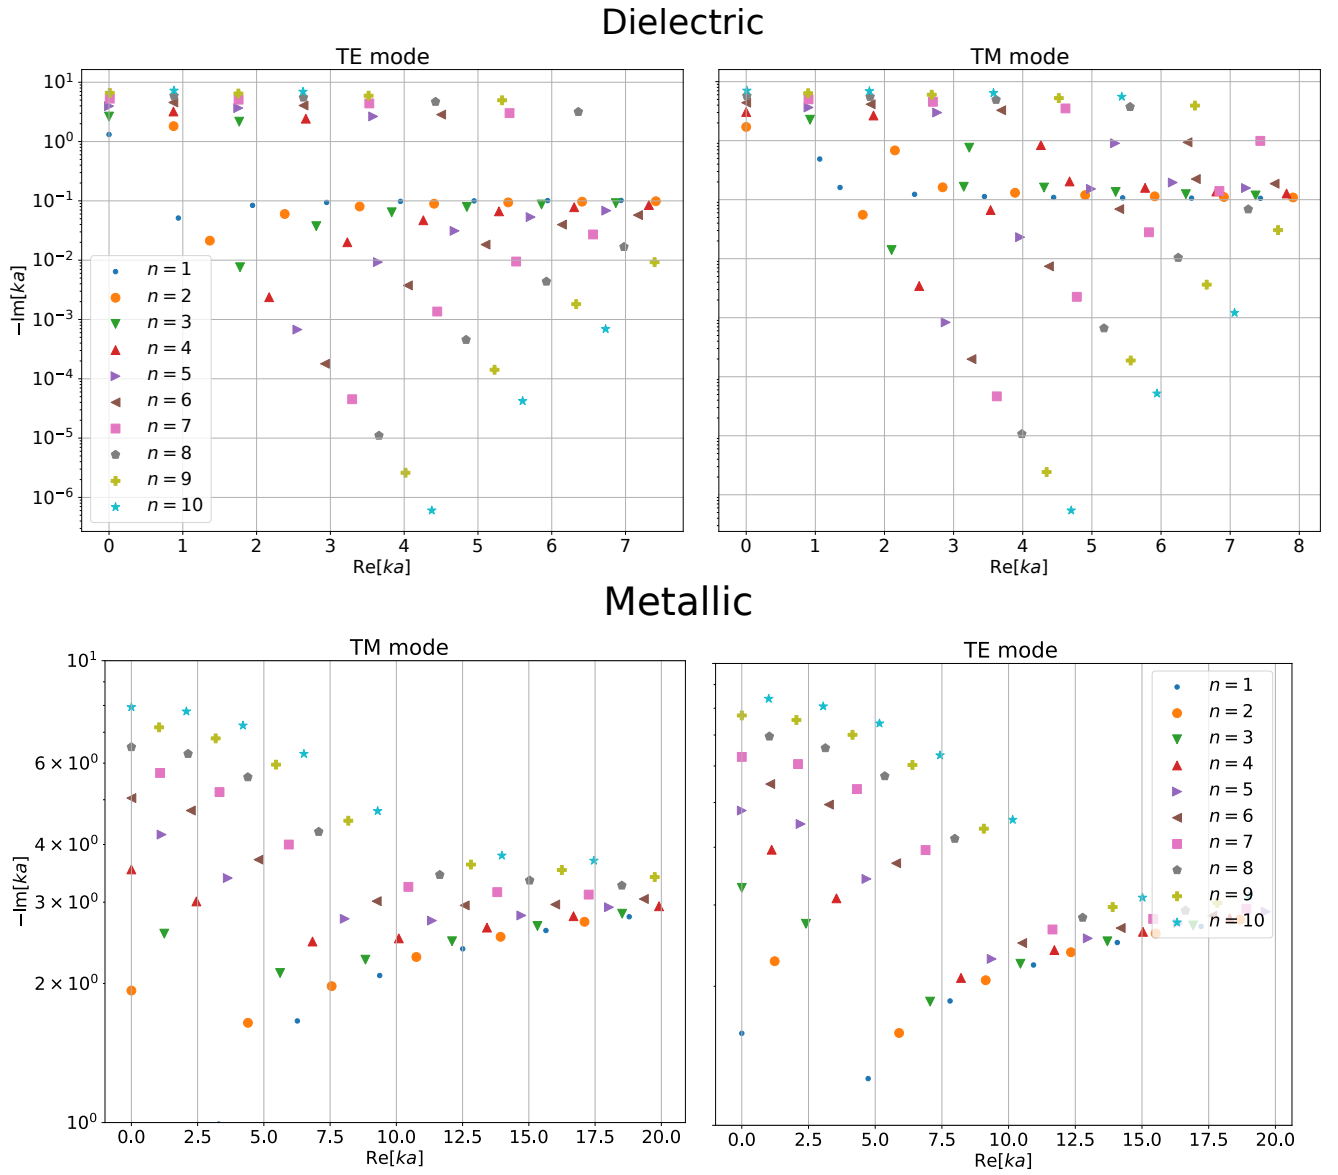 Dielectric
TE mode
TM mode
10^1
10^0
10^−1
10^−2
10^−3
10^−4
10^−5
10^−6
−Im[ka]
n = 1
n = 2
n = 3
n = 4
n = 5
n = 6
n = 7
n = 8
n = 9
n = 10
0 1 2 3 4 5 6 7
Re[ka]
0 1 2 3 4 5 6 7 8
Re[ka]
Metallic
TM mode
TE mode
10^1
6 × 10^0
4 × 10^0
3 × 10^0
2 × 10^0
10^0
−Im[ka]
n = 1
n = 2
n = 3
n = 4
n = 5
n = 6
n = 7
n = 8
n = 9
n = 10
0.0 2.5 5.0 7.5 10.0 12.5 15.0 17.5 20.0
Re[ka]
0.0 2.5 5.0 7.5 10.0 12.5 15.0 17.5 20.0
Re[ka]